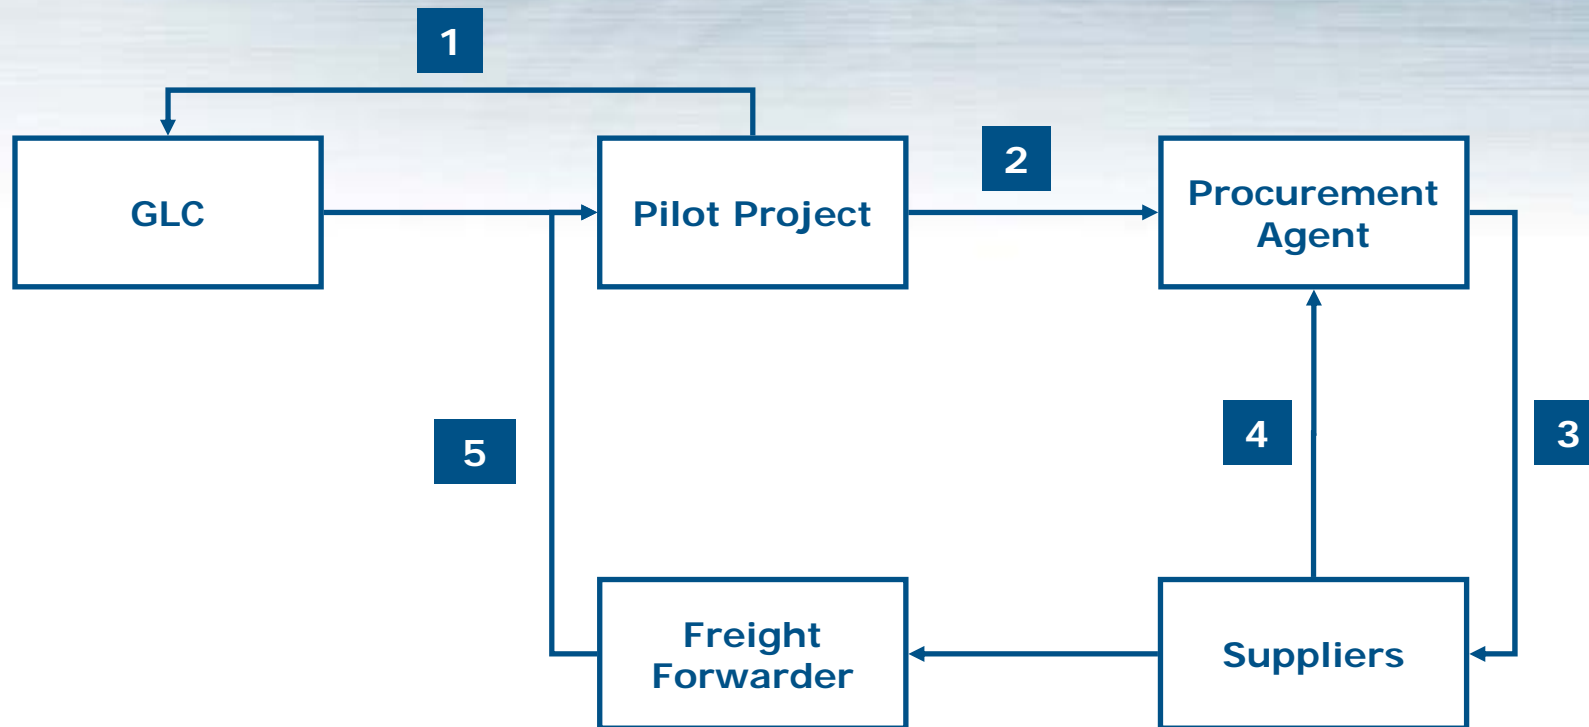 1
GLC
Pilot Project
2
Procurement
Agent
5
4
3
Freight
Forwarder
Suppliers